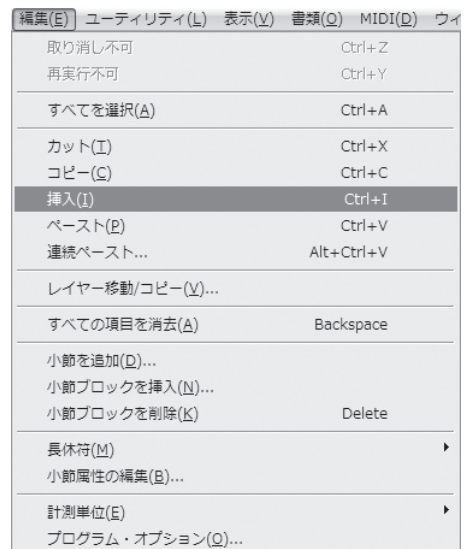 編集(E) ユーティリティ(L) 表示(V) 書類(O) MIDI(D) ウィ
取り消し不可 Ctrl+Z
再実行不可 Ctrl+Y
すべてを選択(A) Ctrl+A
カット(T) Ctrl+X
コピー(C) Ctrl+C
挿入(I) Ctrl+I
ペースト(P) Ctrl+V
連続ペースト... Alt+Ctrl+V
レイヤー移動/コピー(V)...
すべての項目を消去(A) Backspace
小節を追加(D)...
小節ブロックを挿入(N)...
小節ブロックを削除(K) Delete
長休符(M)
小節属性の編集(B)...
計測単位(E)
プログラム・オプション(O)...